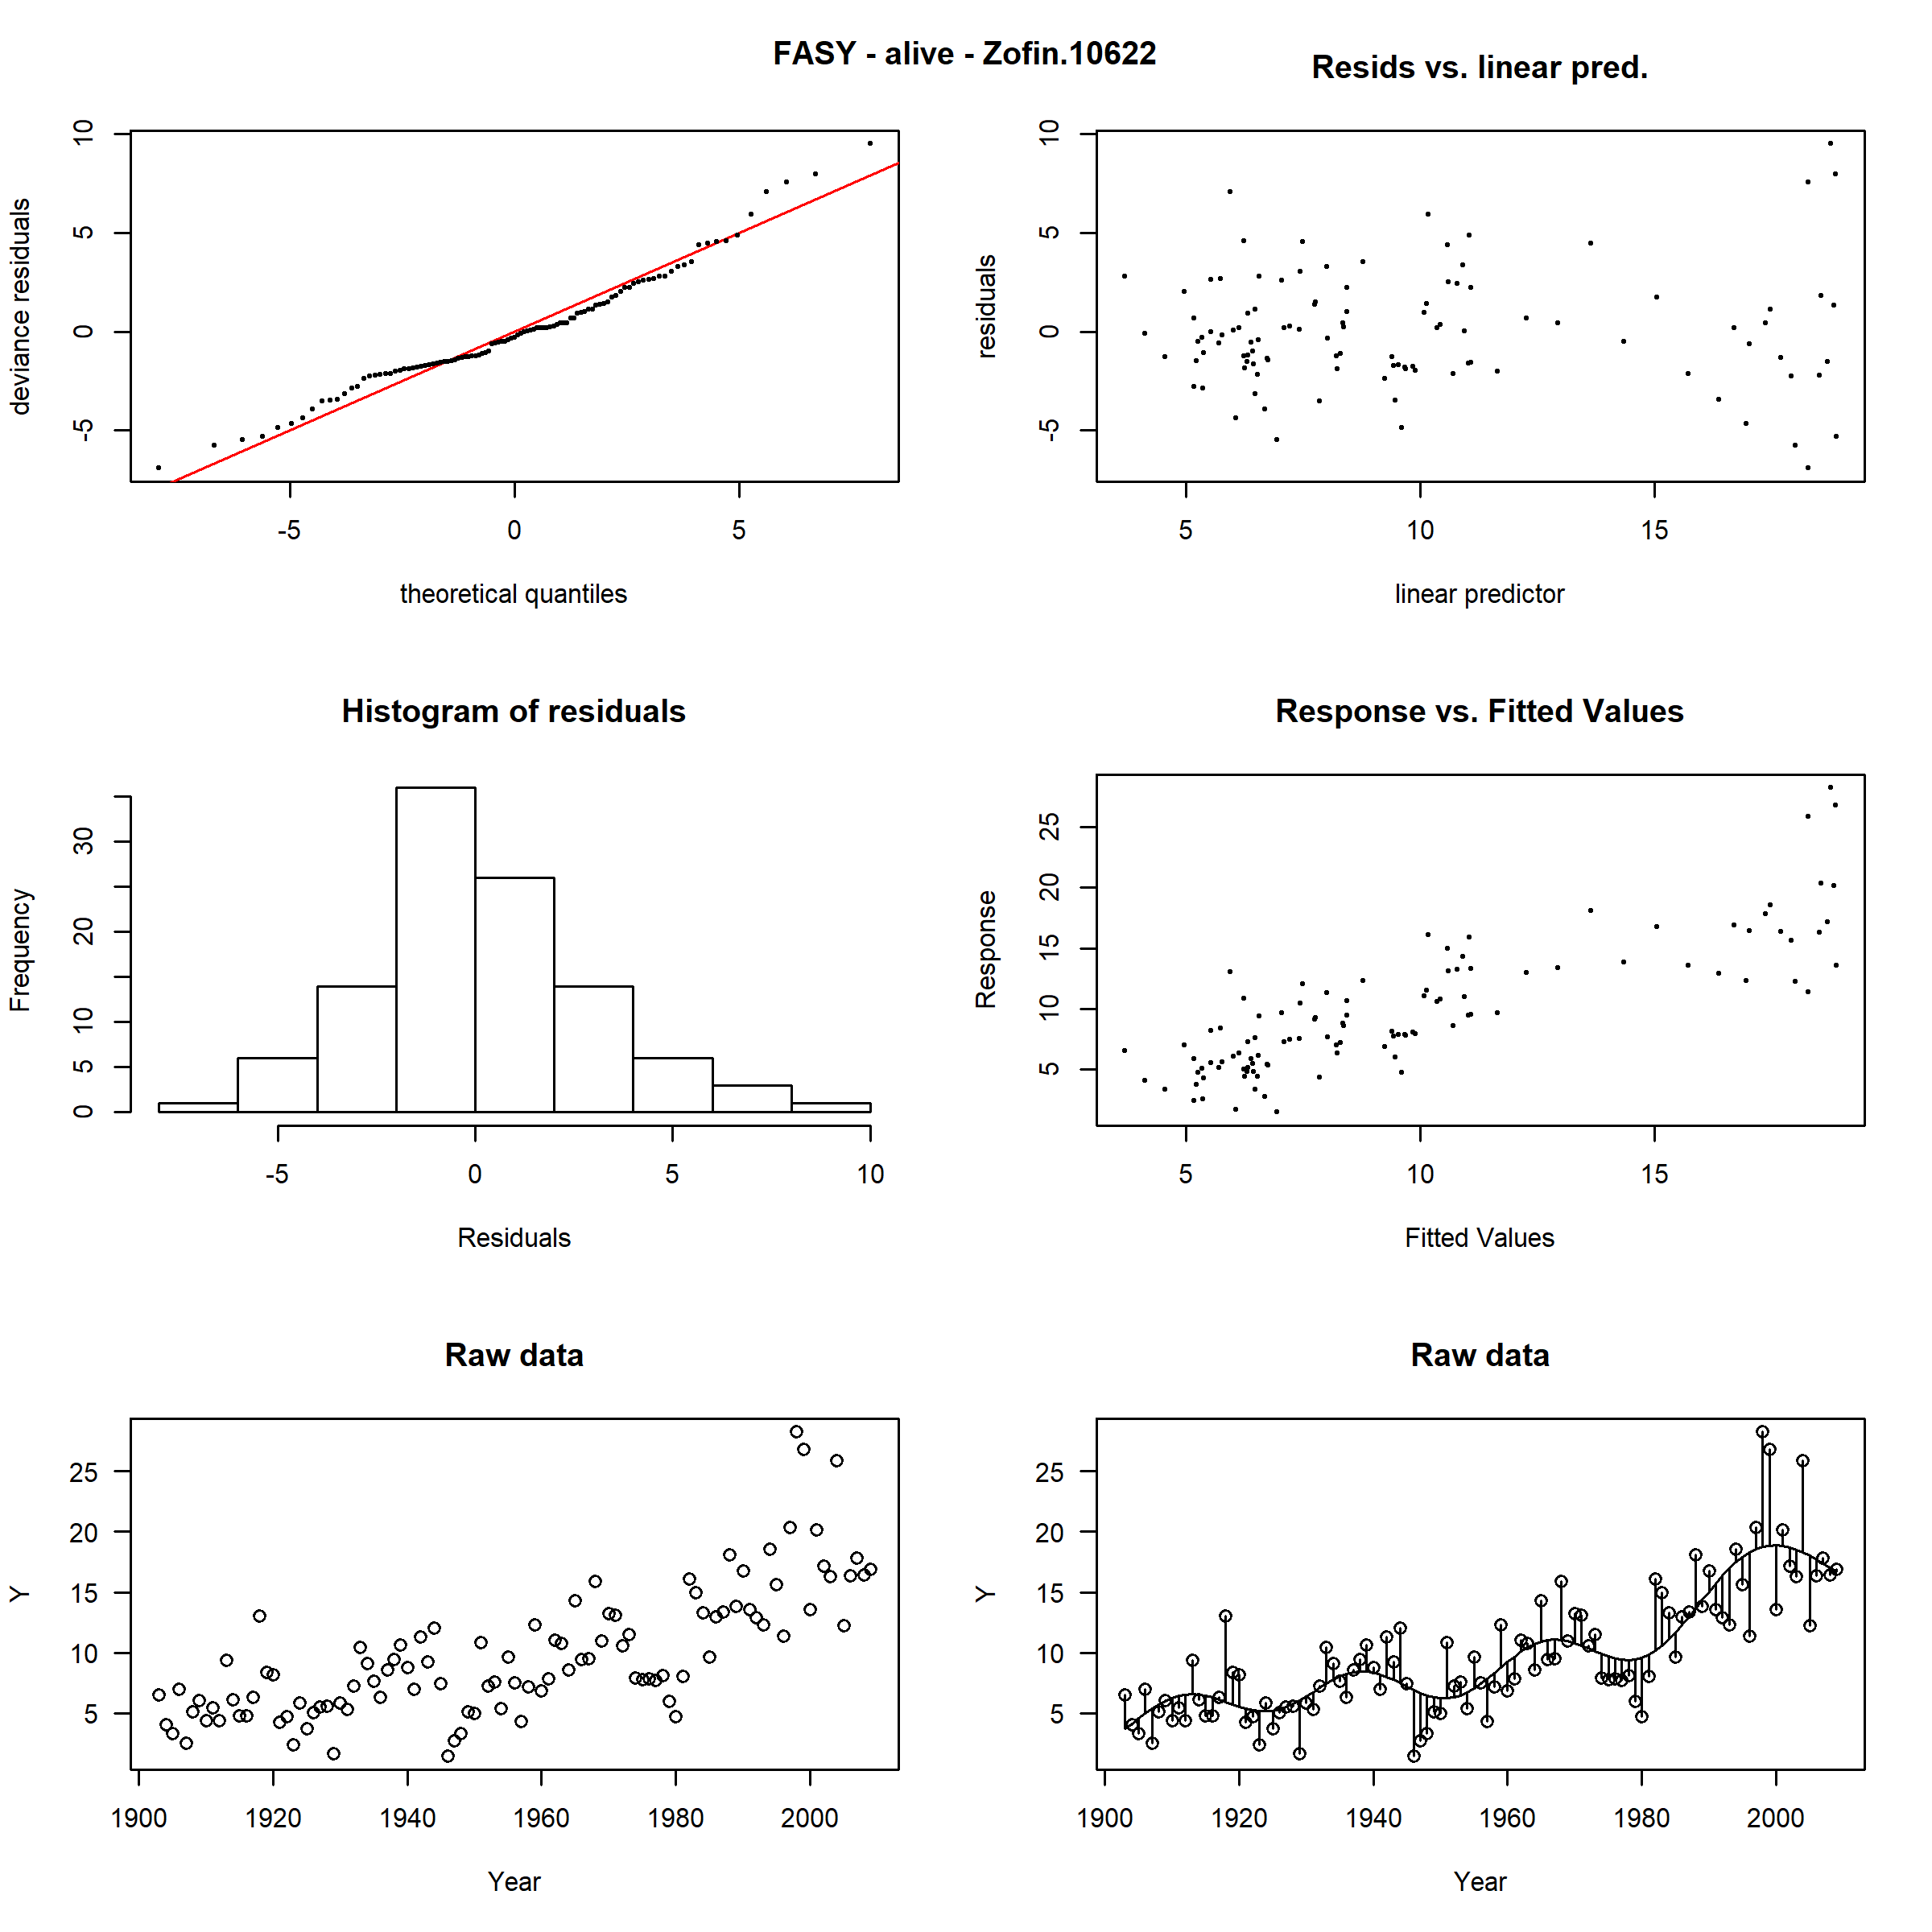 FASY - alive - Zofin.10622
Resids vs. linear pred.
deviance residuals
10
5
0
-5
-5 0 5
theoretical quantiles
residuals
10
5
0
-5
5 10 15
linear predictor
Histogram of residuals
Frequency
30
20
10
5
0
-5 0 5 10
Residuals
Response vs. Fitted Values
Response
25
20
15
10
5
5 10 15
Fitted Values
Raw data
Y
25
20
15
10
5
1900 1920 1940 1960 1980 2000
Year
Raw data
Y
25
20
15
10
5
1900 1920 1940 1960 1980 2000
Year